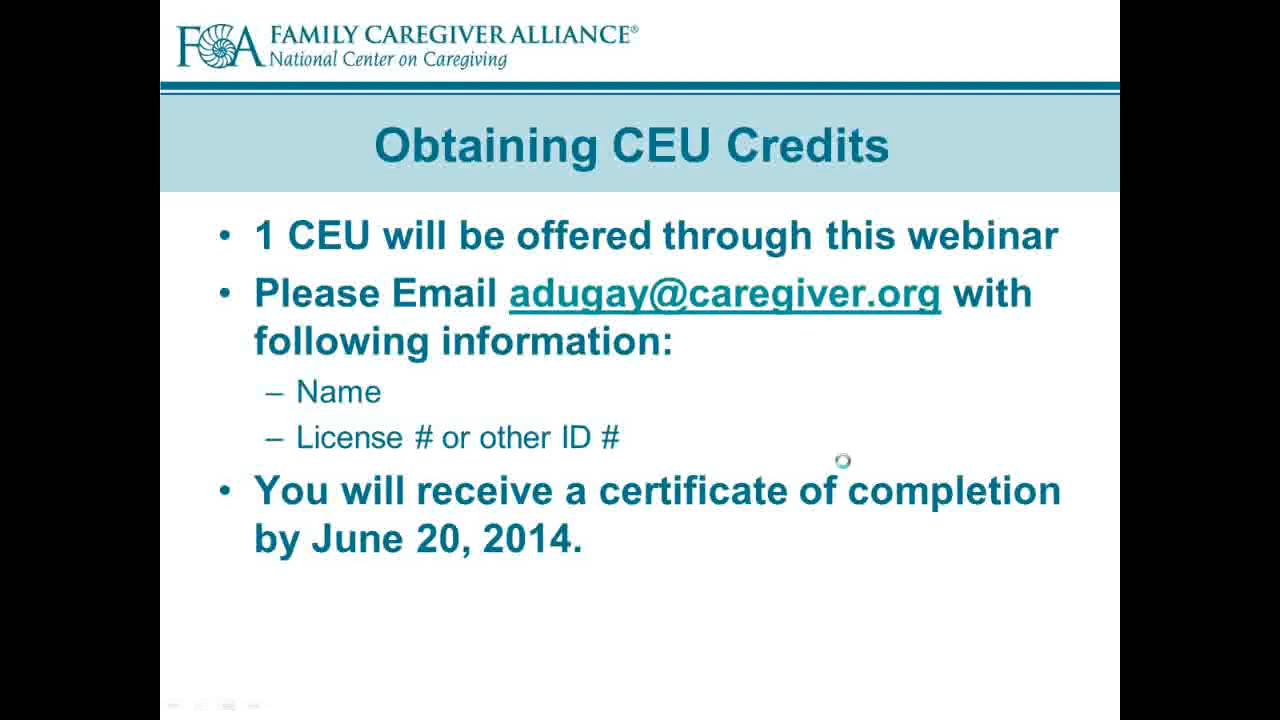 FCA FAMILY CAREGIVER ALLIANCE®
National Center on Caregiving
Obtaining CEU Credits
• 1 CEU will be offered through this webinar
• Please Email adugay@caregiver.org with
following information:
– Name
– License # or other ID #
• You will receive a certificate of completion
by June 20, 2014.